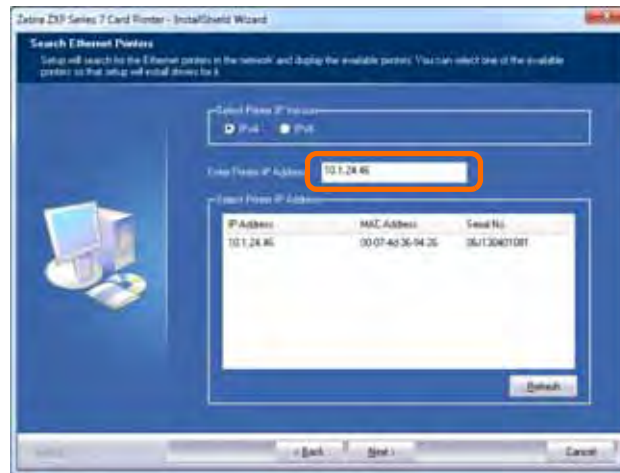 Zebra ZXP Series 7 Card Printer - InstallShield Wizard
Search Ethernet Printers
Setup will search for the Ethernet printers in the network and display the available printers. You can select one of the available
printers so that setup will install drivers for it.
Select Printer IP Version
IPv4 IPv6
Enter Printer IP Address 10.1.24.46
Select Printer IP Address
IP Address MAC Address Serial No.
10.1.24.46 00-07-4d-36-94-26
Refresh
< Back Next > Cancel